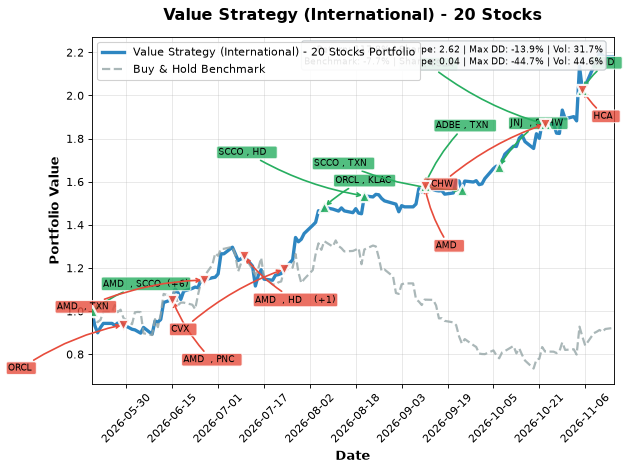 Value Strategy (International) - 20 Stocks
Value Strategy (International) - 20 Stocks Portfolio
Buy & Hold Benchmark
pe: 2.62 | Max DD: -13.9% | Vol: 31.7%
Benchmark: -7.7% | Sharpe: 0.04 | Max DD: -44.7% | Vol: 44.6%
Portfolio Value
2.2
2.0
1.8
1.6
1.4
1.2
1.0
0.8
HCA
ADBE , TXN
JNJ
SCCO , HD
SCCO , TXN
ORCL , KLAC
CHW
AMD
AMD , SCCO (+6)
AMD , TXN
AMD , HD (+1)
CVX
AMD , PNC
ORCL
2026-05-30
2026-06-15
2026-07-01
2026-07-17
2026-08-02
2026-08-18
2026-09-03
2026-09-19
2026-10-05
2026-10-21
2026-11-06
Date